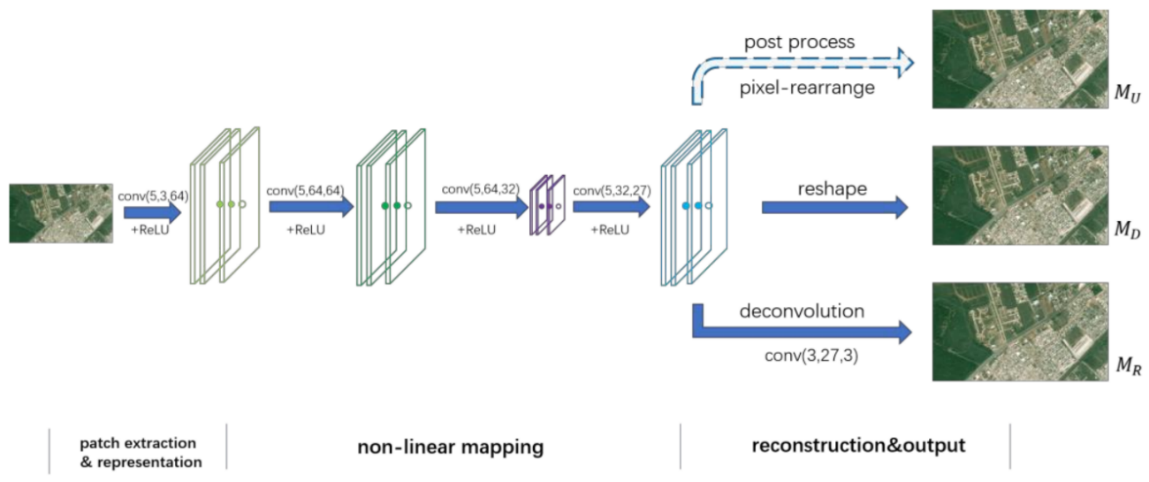 post process
pixel-rearrange
M_U
conv(5,3,64)
+ReLU
conv(5,64,64)
+ReLU
conv(5,64,32)
+ReLU
conv(5,32,27)
+ReLU
reshape
M_D
deconvolution
conv(3,27,3)
M_R
patch extraction
& representation
non-linear mapping
reconstruction&output